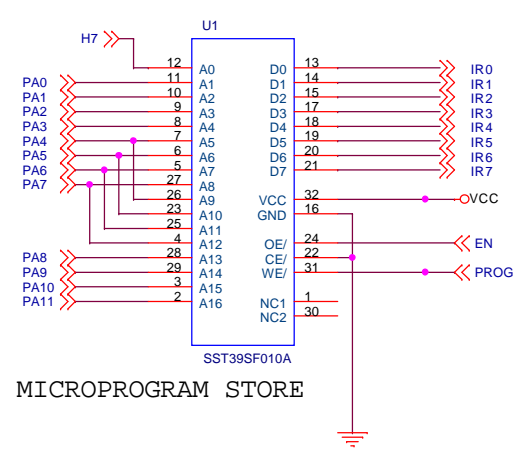 U1
H7
12 A0 D0 13 IR0
PA0 11 A1 D1 14 IR1
PA1 10 A2 D2 15 IR2
PA2 9 A3 D3 17 IR3
PA3 8 A4 D4 18 IR4
PA4 7 A5 D5 19 IR5
PA5 6 A6 D6 20 IR6
PA6 5 A7 D7 21 IR7
PA7 27 A8
26 A9 VCC 32 VCC
23 A10 GND 16
25 A11
4 A12 OE/ 24 EN
PA8 28 A13 CE/ 22
PA9 29 A14 WE/ 31 PROG
PA10 3 A15
PA11 2 A16 NC1 1
NC2 30
SST39SF010A
MICROPROGRAM STORE